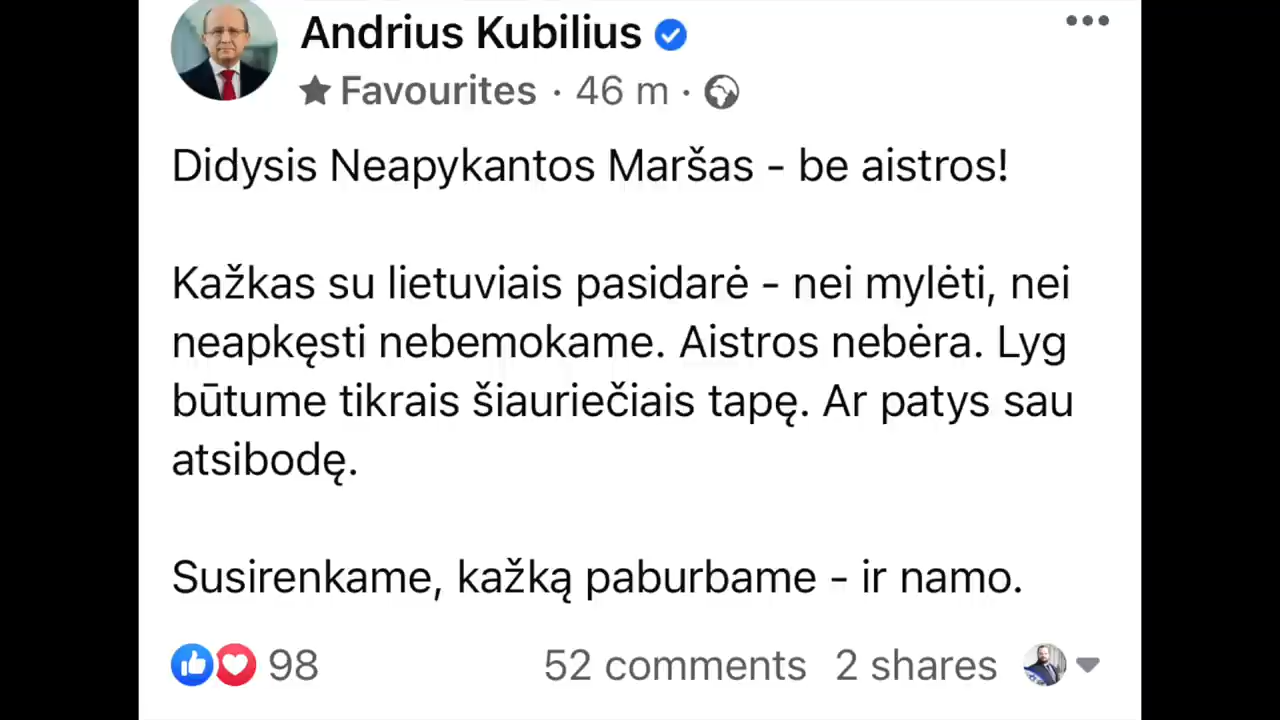 Andrius Kubilius
Favourites · 46 m ·
Didysis Neapykantos Maršas - be aistros!
Kažkas su lietuviais pasidarė - nei mylėti, nei
neapkęsti nebemokame. Aistros nebėra. Lyg
būtume tikrais šiauriečiais tapę. Ar patys sau
atsibodę.
Susirenkame, kažką paburbame - ir namo.
98 52 comments 2 shares